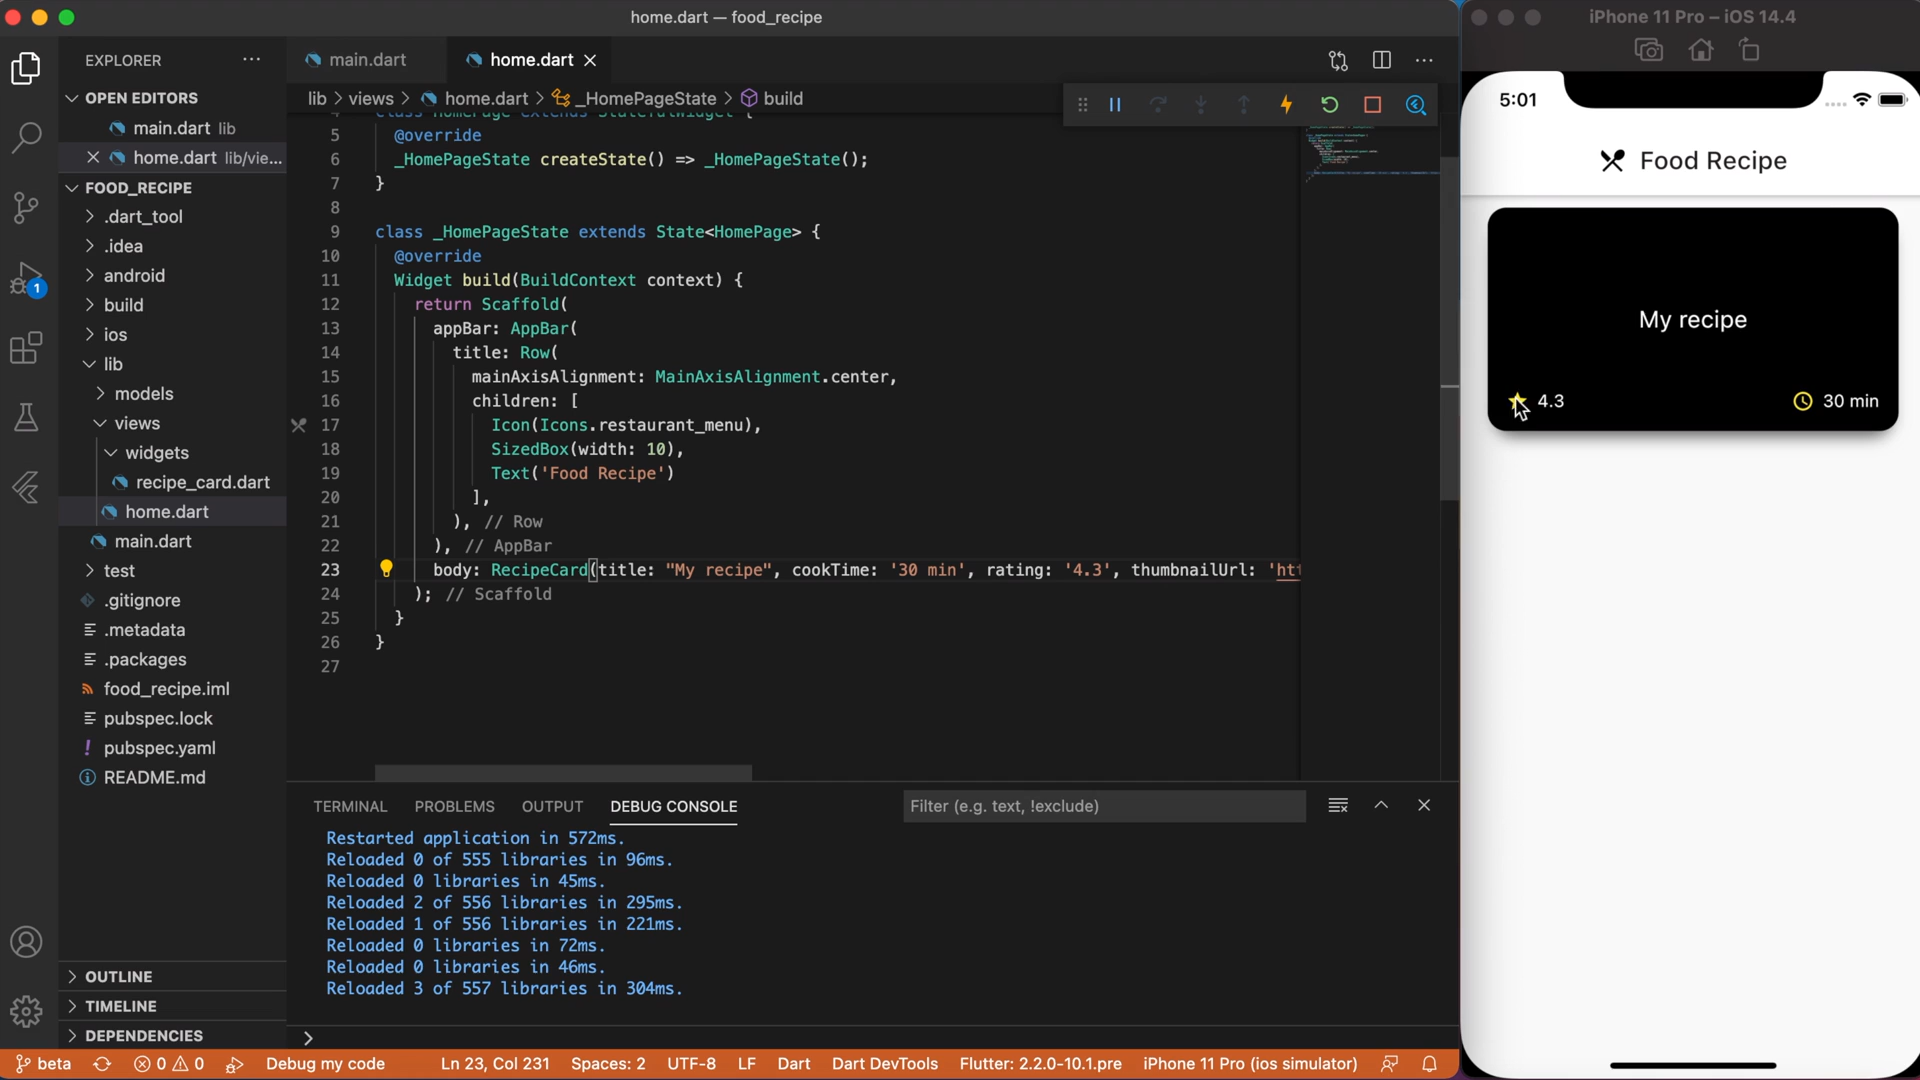 home.dart — food_recipe
EXPLORER
OPEN EDITORS
main.dart lib
home.dart lib/vie...
FOOD_RECIPE
.dart_tool
.idea
android
build
ios
lib
models
views
widgets
recipe_card.dart
home.dart
main.dart
test
.gitignore
.metadata
.packages
food_recipe.iml
pubspec.lock
pubspec.yaml
README.md
OUTLINE
TIMELINE
DEPENDENCIES
main.dart
home.dart
lib > views > home.dart > _HomePageState > build
4 class HomePage extends StatefulWidget {
5 @override
6 _HomePageState createState() => _HomePageState();
7 }
8
9 class _HomePageState extends State<HomePage> {
10 @override
11 Widget build(BuildContext context) {
12 return Scaffold(
13 appBar: AppBar(
14 title: Row(
15 mainAxisAlignment: MainAxisAlignment.center,
16 children: [
17 Icon(Icons.restaurant_menu),
18 SizedBox(width: 10),
19 Text('Food Recipe')
20 ],
21 ), // Row
22 ), // AppBar
23 body: RecipeCard(title: "My recipe", cookTime: '30 min', rating: '4.3', thumbnailUrl: 'htt
24 ); // Scaffold
25 }
26 }
27
TERMINAL PROBLEMS OUTPUT DEBUG CONSOLE Filter (e.g. text, !exclude)
Restarted application in 572ms.
Reloaded 0 of 555 libraries in 96ms.
Reloaded 0 libraries in 45ms.
Reloaded 2 of 556 libraries in 295ms.
Reloaded 1 of 556 libraries in 221ms.
Reloaded 0 libraries in 72ms.
Reloaded 0 libraries in 46ms.
Reloaded 3 of 557 libraries in 304ms.
1
beta 0 0 Debug my code Ln 23, Col 231 Spaces: 2 UTF-8 LF Dart Dart DevTools Flutter: 2.2.0-10.1.pre iPhone 11 Pro (ios simulator)
iPhone 11 Pro – iOS 14.4
5:01
Food Recipe
My recipe
4.3 30 min